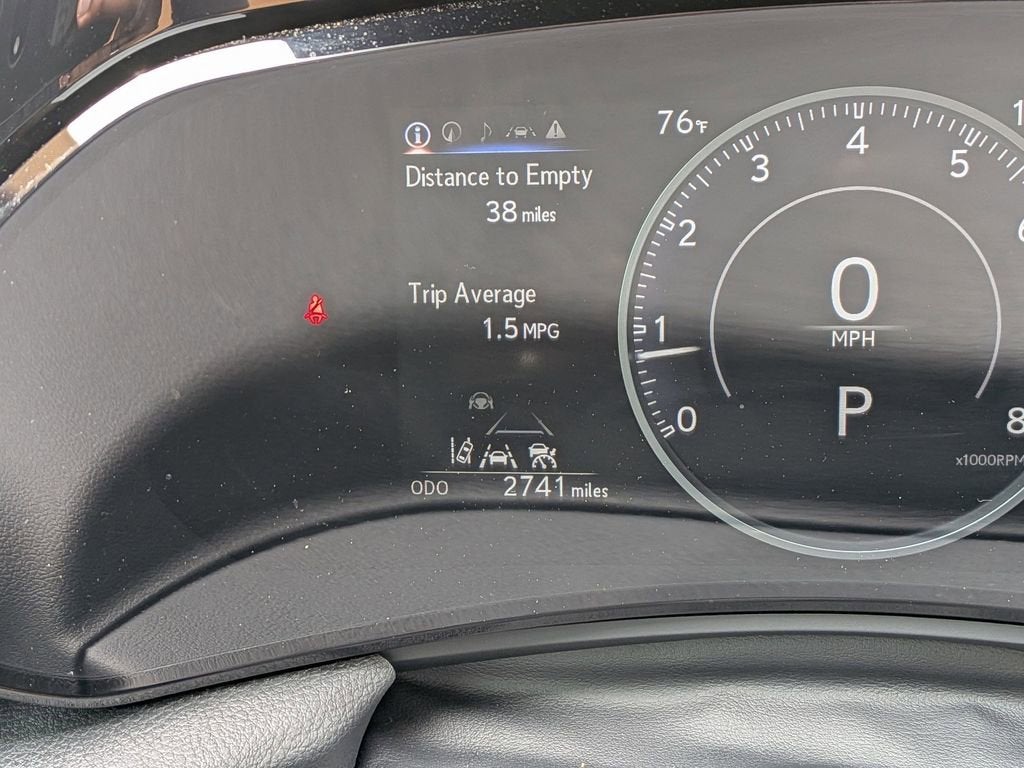 76°F
Distance to Empty
38 miles
Trip Average
1.5 MPG
ODO 2741 miles
0
1
2
3
4
5
8
0
MPH
P
x1000RPM